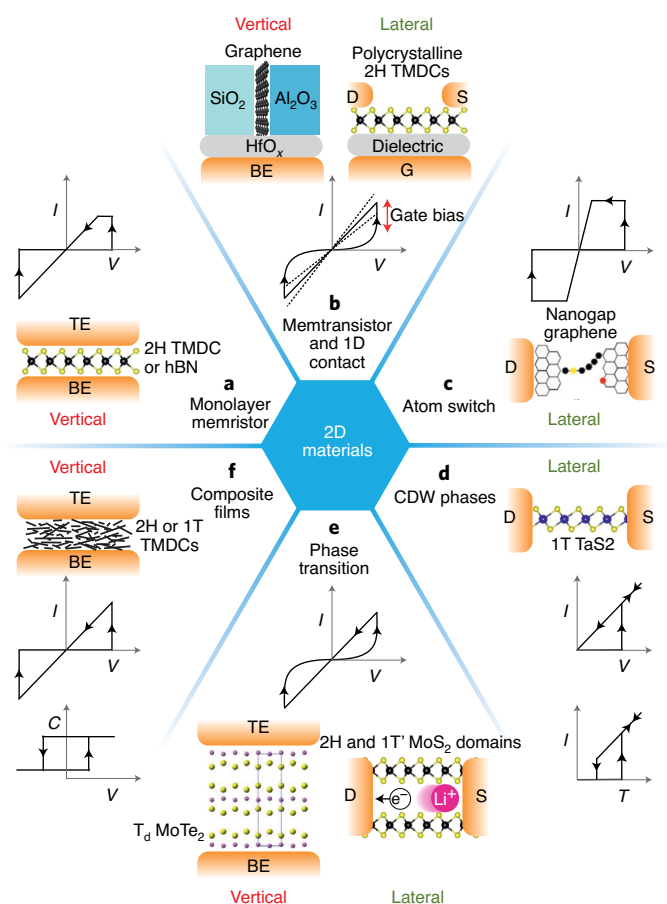 Vertical
Lateral
Graphene
SiO2
Al2O3
HfOx
BE
Polycrystalline
2H TMDCs
D
S
Dielectric
G
I
V
TE
BE
2H TMDC
or hBN
Vertical
a
Monolayer
memristor
I
V
Gate bias
b
Memtransistor
and 1D
contact
I
V
Nanogap
graphene
D
S
Lateral
c
Atom switch
2D
materials
Vertical
TE
BE
2H or 1T
TMDCs
f
Composite
films
I
V
C
V
e
Phase
transition
I
V
TE
Td MoTe2
BE
Vertical
2H and 1T' MoS2 domains
D
e−
Li+
S
Lateral
d
CDW phases
Lateral
D
S
1T TaS2
I
V
I
T